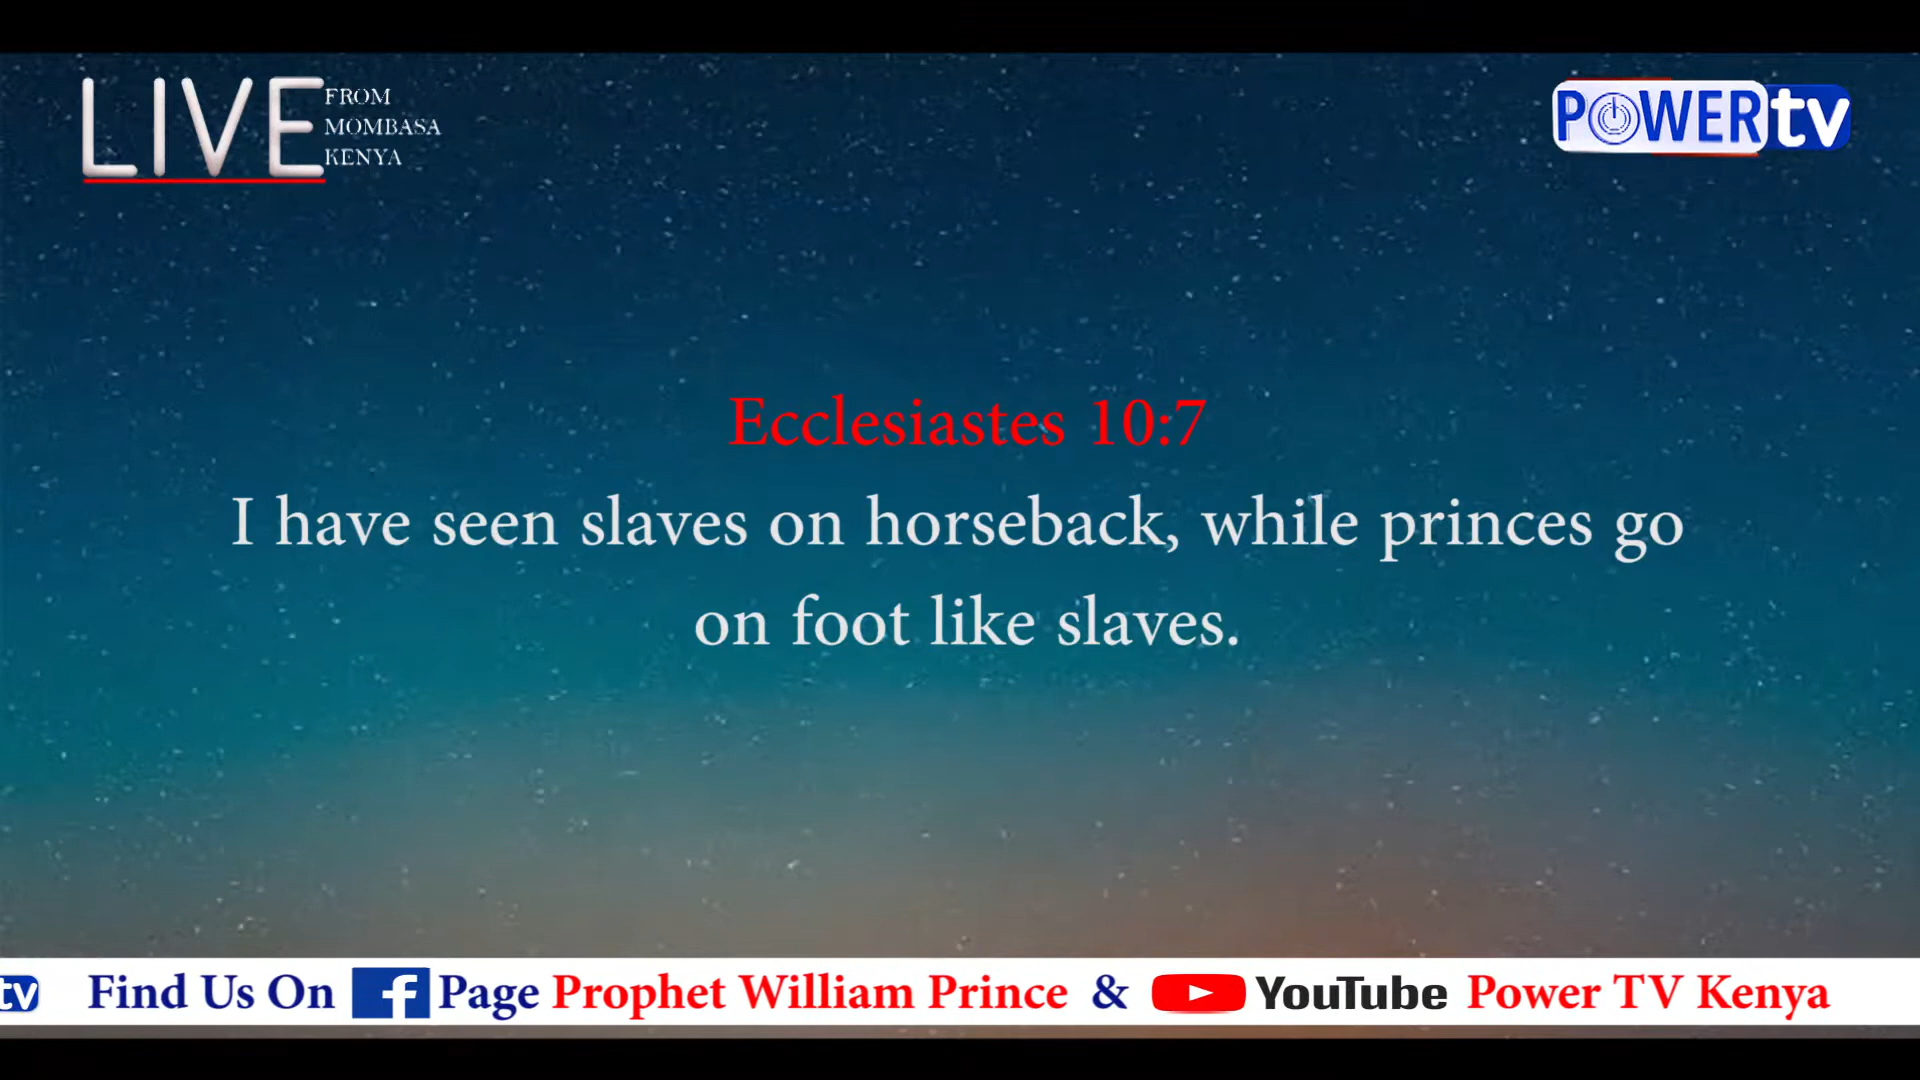 LIVE
FROM
MOMBASA
KENYA
POWERtv
Ecclesiastes 10:7
I have seen slaves on horseback, while princes go
on foot like slaves.
tv Find Us On f Page Prophet William Prince & YouTube Power TV Kenya